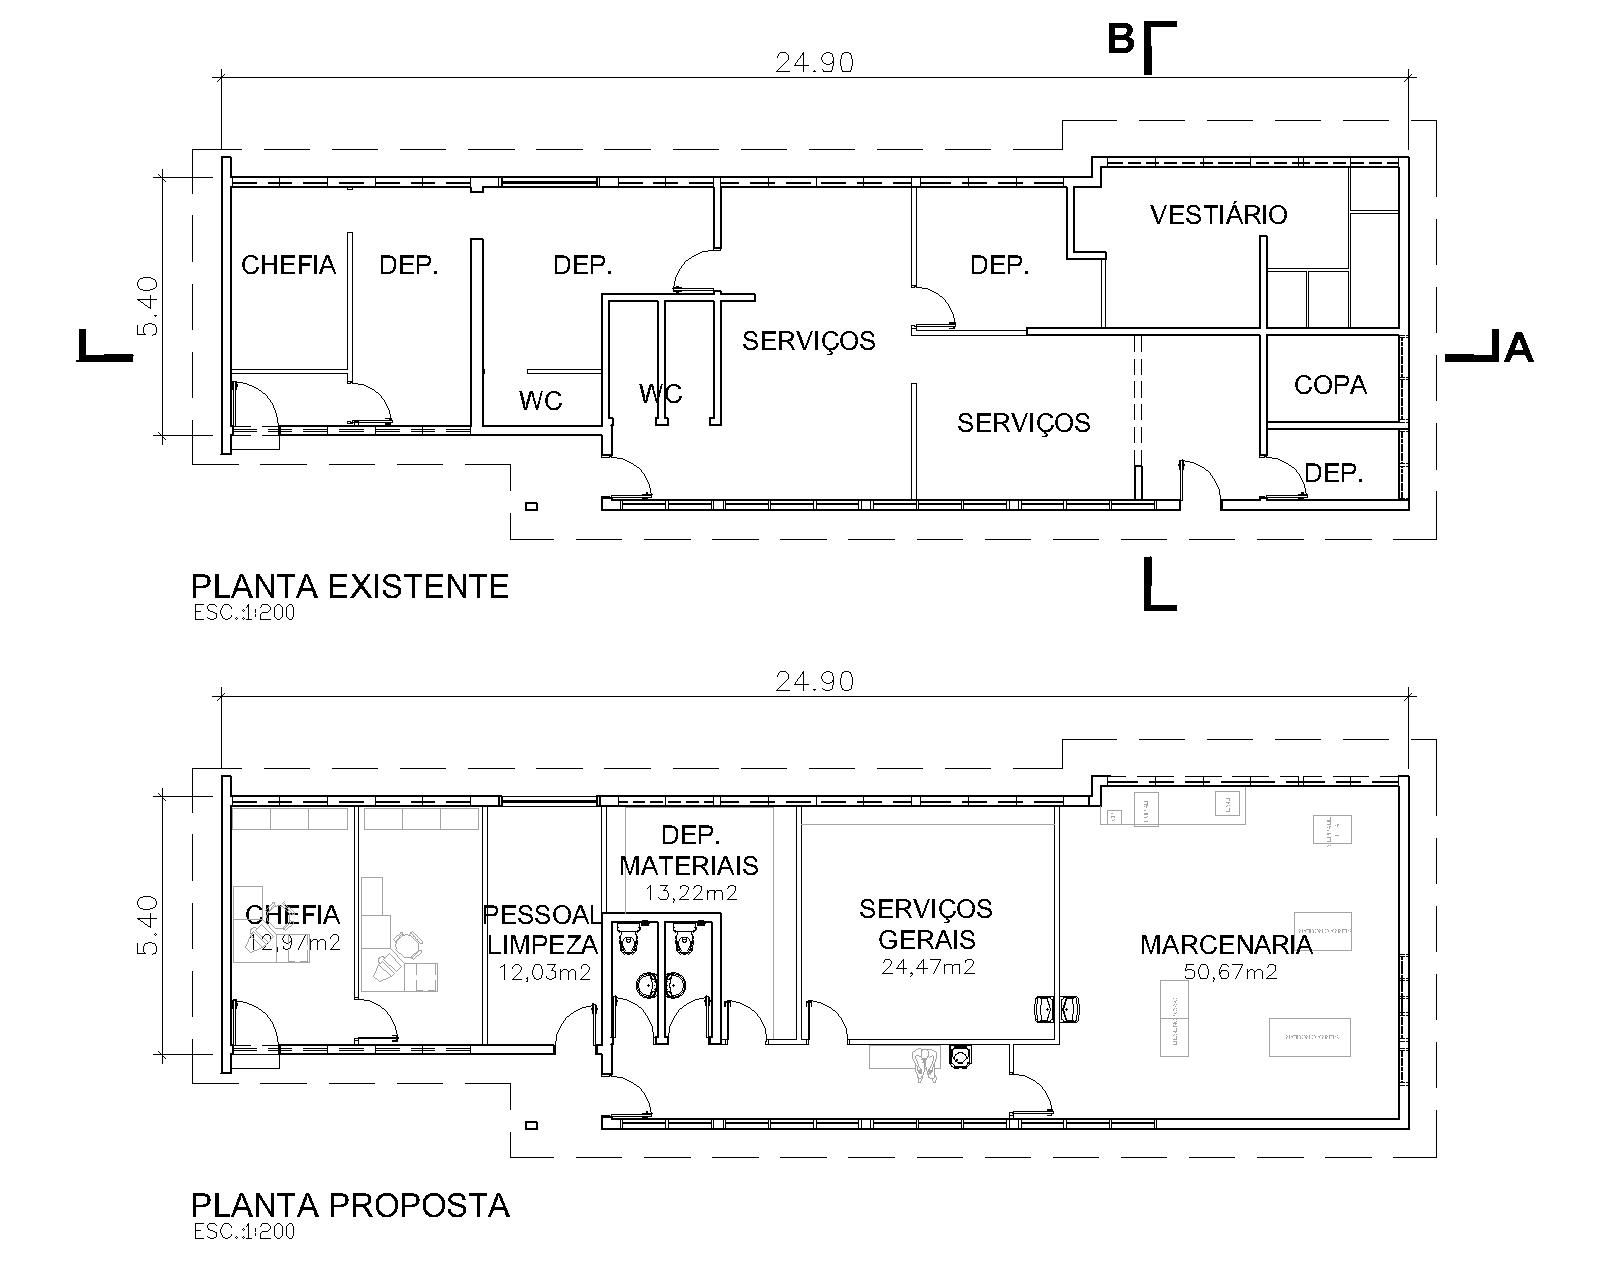 B
24.90
VESTIÁRIO
CHEFIA
DEP.
DEP.
DEP.
5.40
SERVIÇOS
A
COPA
WC
WC
SERVIÇOS
DEP.
PLANTA EXISTENTE
ESC.:1:200
24.90
DEP.
MATERIAIS
13,22m2
CHEFIA
12,97m2
PESSOAL
LIMPEZA
12,03m2
SERVIÇOS
GERAIS
24,47m2
5.40
MARCENARIA
50,67m2
PLANTA PROPOSTA
ESC.:1:200